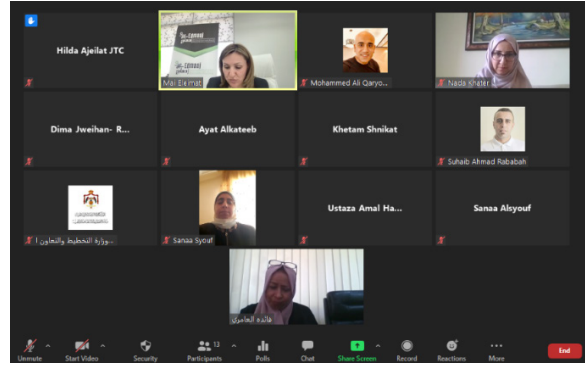 Hilda Ajeilat JTC
Mai Eleimat
Mohammed Ali Qaryo...
Nada Khater
Dima Jweihan- R...
Ayat Alkateeb
Khetam Shnikat
Suhaib Ahmad Rababah
وزارة التخطيط والتعاون ا...
Sanaa Syouf
Ustaza Amal Ha...
Sanaa Alsyouf
فائده العامري
Unmute
Start Video
Security
13
Participants
Polls
Chat
Share Screen
Record
Reactions
More
End